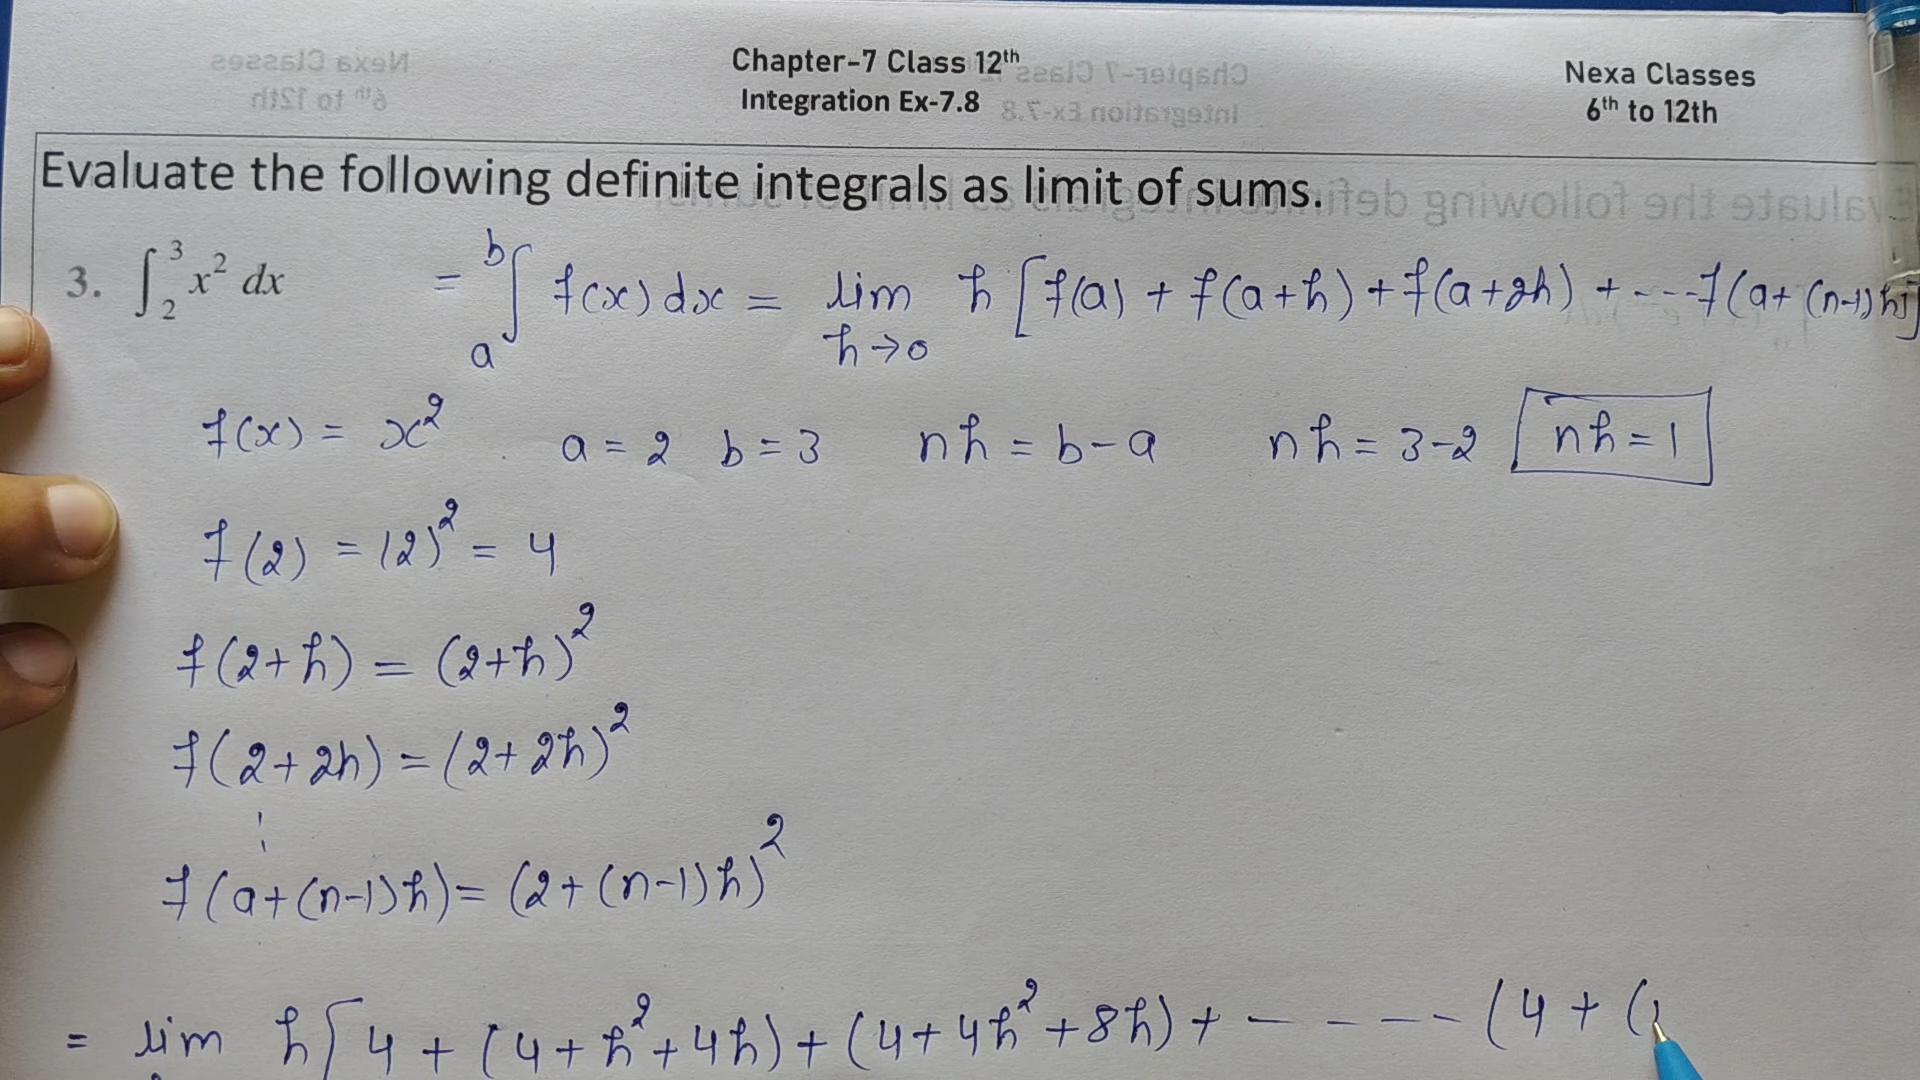 Chapter-7 Class 12th
Integration Ex-7.8
Nexa Classes
6th to 12th
Evaluate the following definite integrals as limit of sums.
3. ∫₂³ x² dx = ₐ∫ᵇ f(x) dx = lim h→0 h [f(a) + f(a+h) + f(a+2h) + ---f(a+(n-1)h)]
f(x) = x² a = 2 b = 3 nh = b-a nh = 3-2 nh = 1
f(2) = (2)² = 4
f(2+h) = (2+h)²
f(2+2h) = (2+2h)²
⋮
f(a+(n-1)h) = (2+(n-1)h)²
= lim h[4 + (4+h²+4h) + (4+4h²+8h) + ----- (4 + (